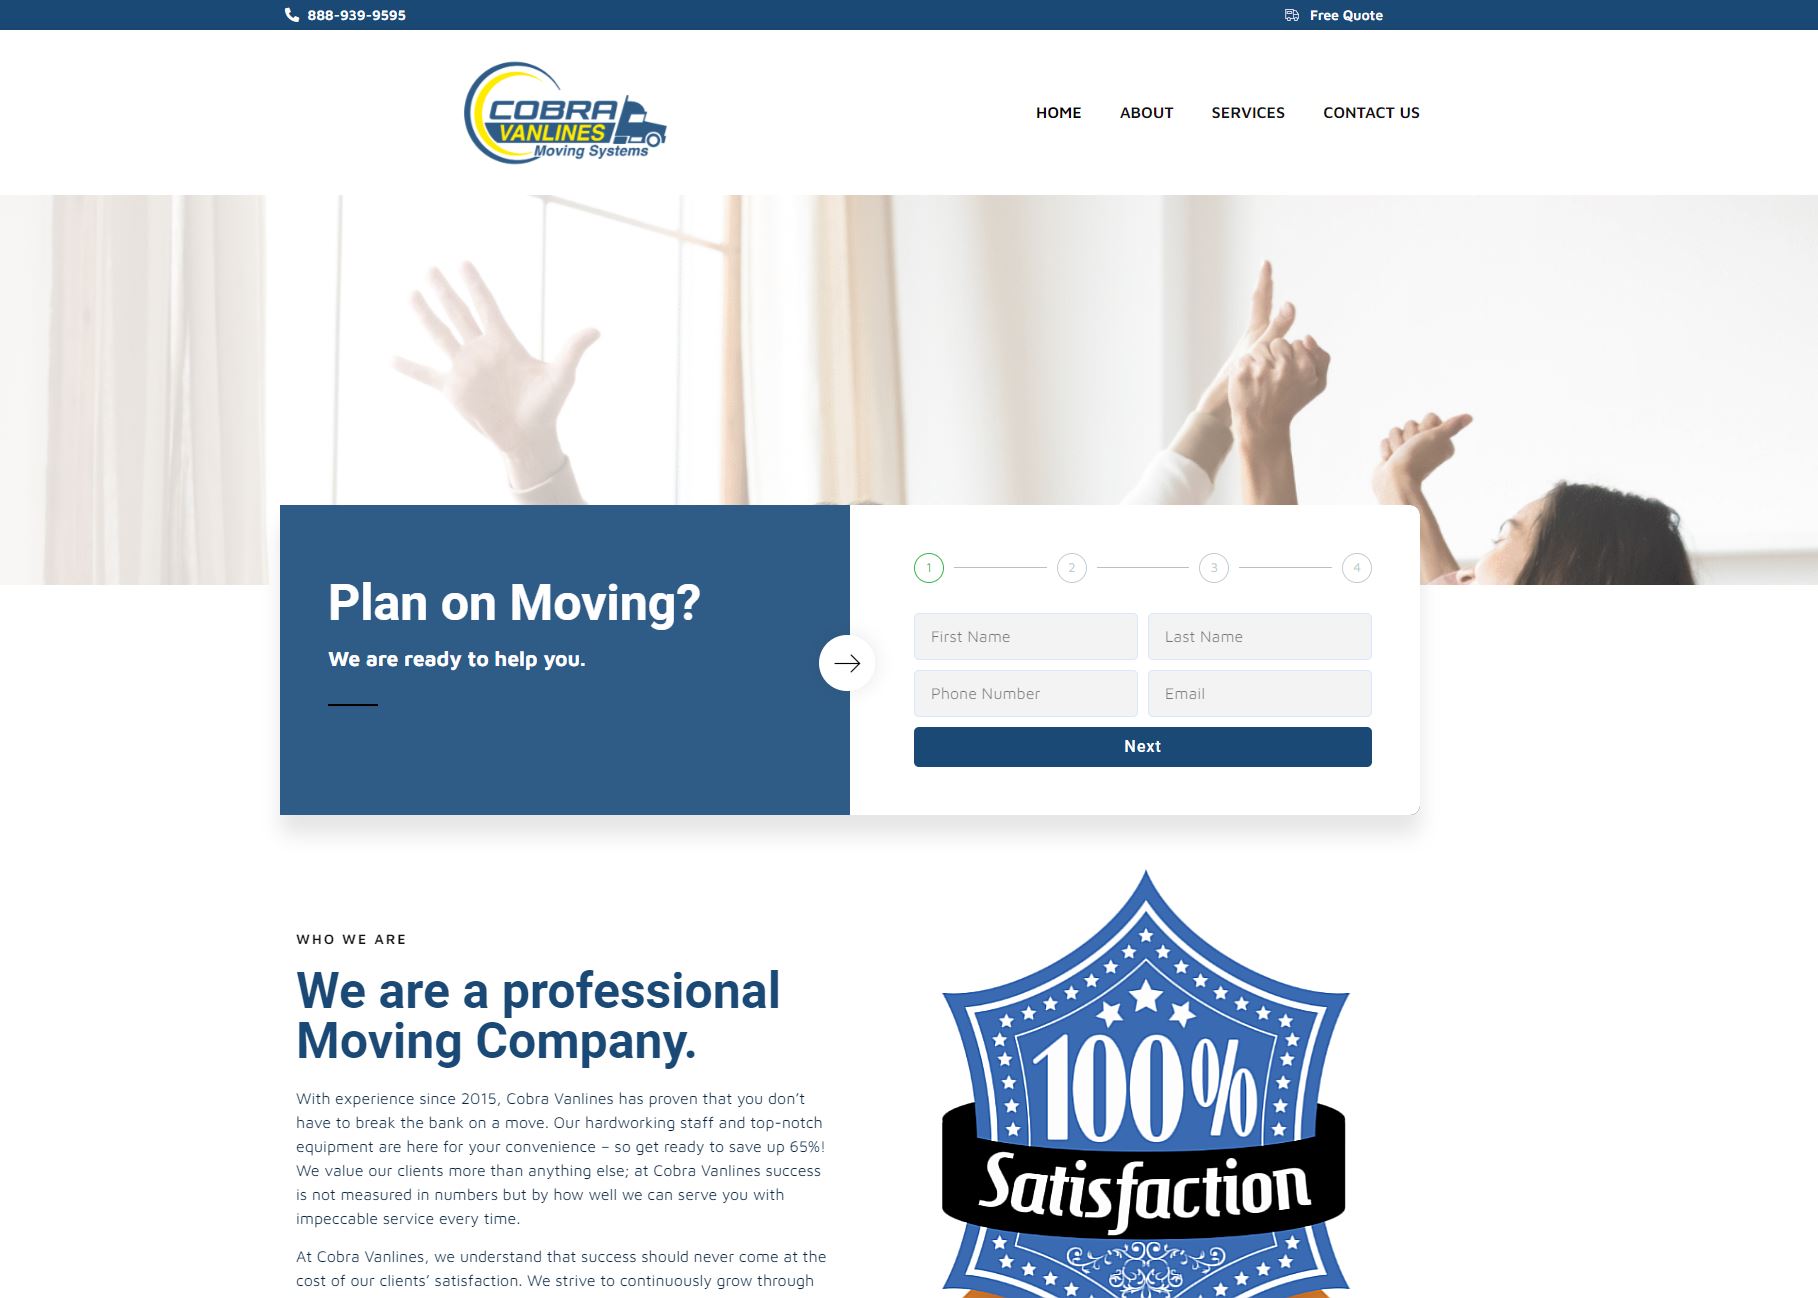 888-939-9595
Free Quote
COBRA
VANLINES
Moving Systems
HOME
ABOUT
SERVICES
CONTACT US
Plan on Moving?
We are ready to help you.
1
2
3
4
First Name
Last Name
Phone Number
Email
Next
WHO WE ARE
We are a professional
Moving Company.
With experience since 2015, Cobra Vanlines has proven that you don’t
have to break the bank on a move. Our hardworking staff and top-notch
equipment are here for your convenience – so get ready to save up 65%!
We value our clients more than anything else; at Cobra Vanlines success
is not measured in numbers but by how well we can serve you with
impeccable service every time.
At Cobra Vanlines, we understand that success should never come at the
cost of our clients’ satisfaction. We strive to continuously grow through
100%
Satisfaction